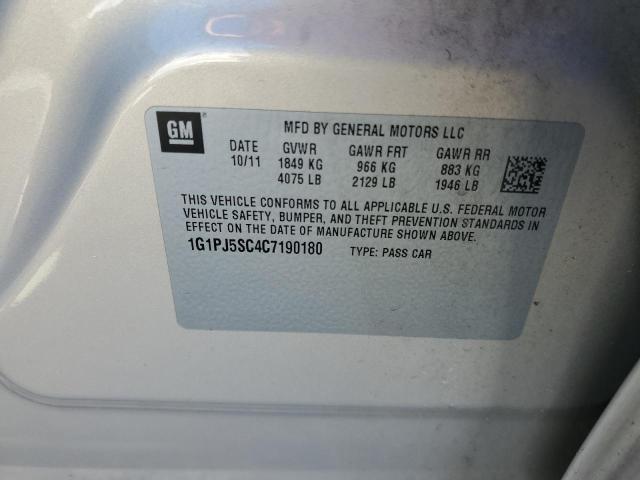 GM
MFD BY GENERAL MOTORS LLC
DATE GVWR GAWR FRT GAWR RR
10/11 1849 KG 966 KG 883 KG
4075 LB 2129 LB 1946 LB
THIS VEHICLE CONFORMS TO ALL APPLICABLE U.S. FEDERAL MOTOR
VEHICLE SAFETY, BUMPER, AND THEFT PREVENTION STANDARDS IN
EFFECT ON THE DATE OF MANUFACTURE SHOWN ABOVE.
1G1PJ5SC4C7190180 TYPE: PASS CAR